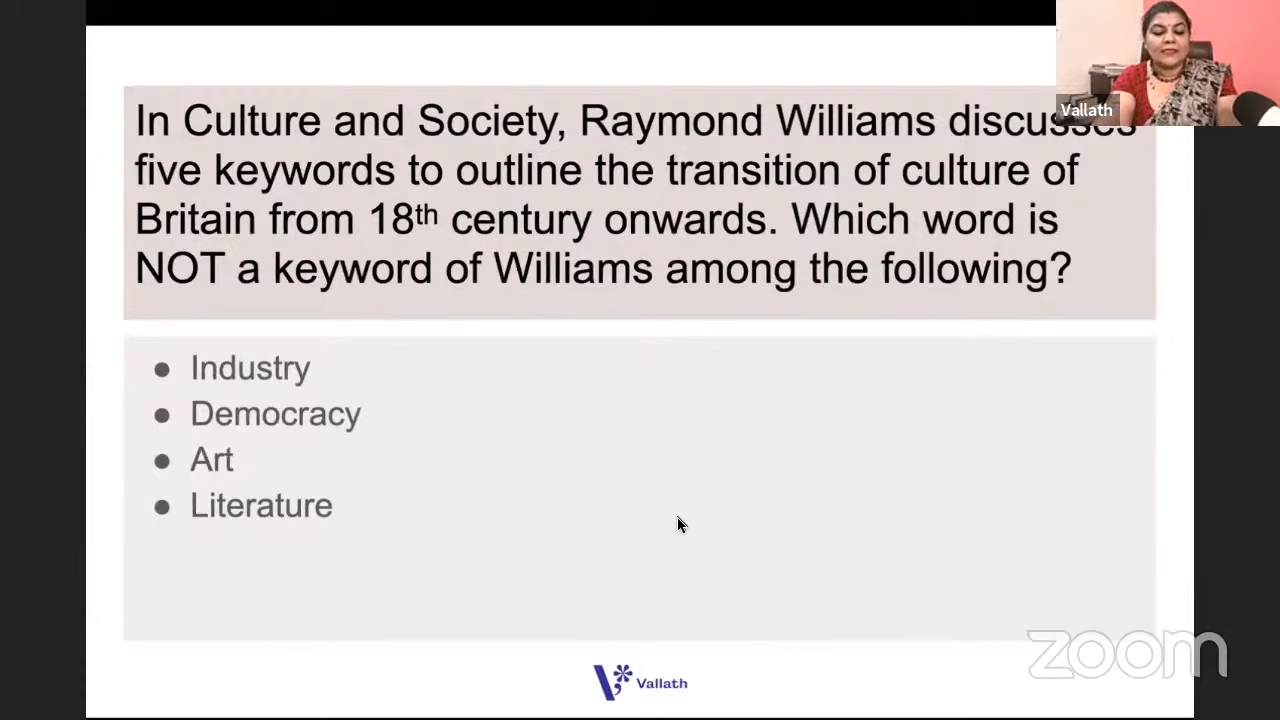 In Culture and Society, Raymond Williams discusses
five keywords to outline the transition of culture of
Britain from 18th century onwards. Which word is
NOT a keyword of Williams among the following?
● Industry
● Democracy
● Art
● Literature
Vallath
Vallath
zoom